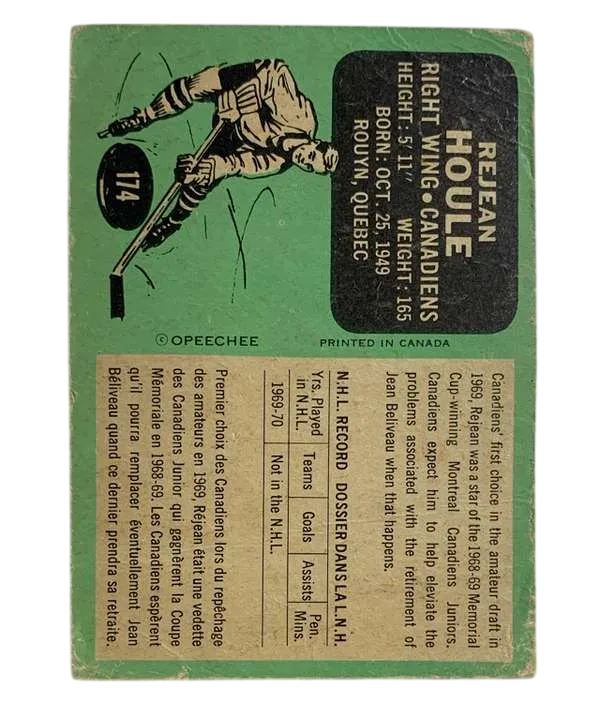 REJEAN
HOULE
RIGHT WING • CANADIENS
HEIGHT: 5' 11" WEIGHT: 165
BORN: OCT. 25, 1949
ROUYN, QUEBEC
174
© OPEECHEE PRINTED IN CANADA
Canadiens' first choice in the amateur draft in
1969, Rejean was a star of the 1968-69 Memorial
Cup-winning Montreal Canadiens Juniors.
Canadiens expect him to help eleviate the
problems associated with the retirement of
Jean Beliveau when that happens.
N.H.L. RECORD DOSSIER DANS LA L.N.H.
Yrs. Played in N.H.L. Teams Goals Assists Pen. Mins.
1969-70 Not in the N.H.L.
Premier choix des Canadiens lors du repêchage
des amateurs en 1969, Réjean était une vedette
des Canadiens Junior qui gagnèrent la Coupe
Mémoriale en 1968-69. Les Canadiens espèrent
qu'il pourra remplacer éventuellement Jean
Béliveau quand ce dernier prendra sa retraite.